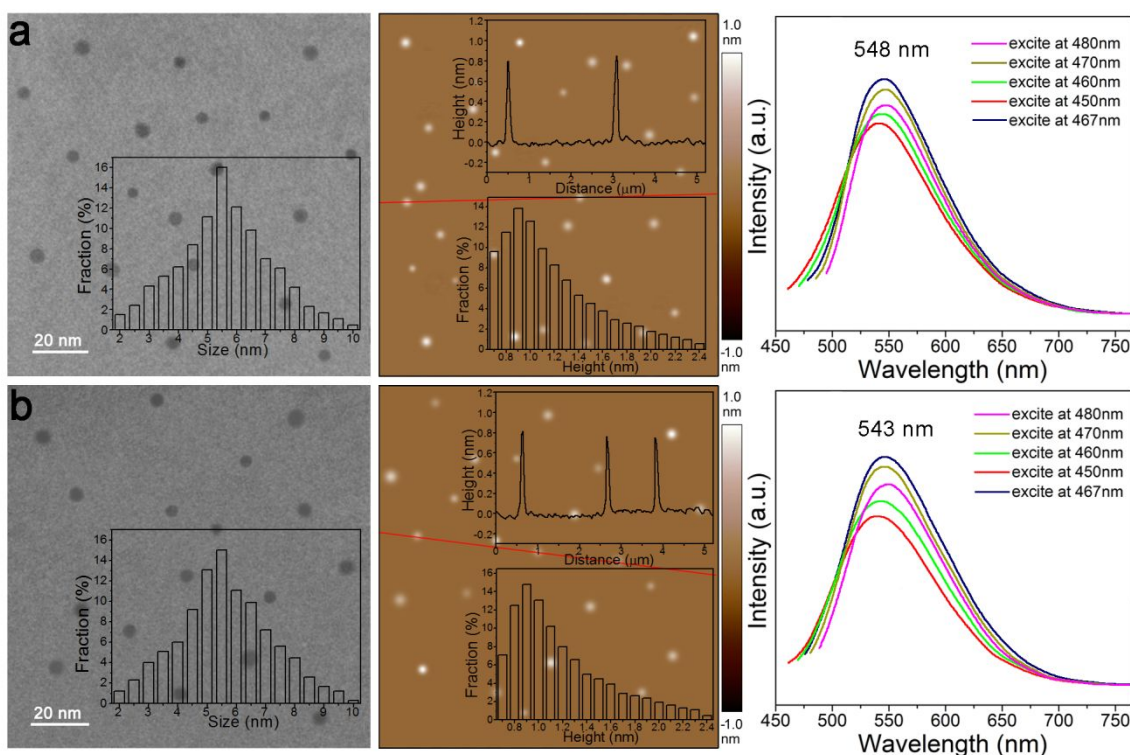 a
20 nm
Fraction (%)
16
14
12
10
8
6
4
2
0
2 3 4 5 6 7 8 9 10
Size (nm)
Height (nm)
1.2
1.0
0.8
0.6
0.4
0.2
0.0
-0.2
0 1 2 3 4 5
Distance (μm)
Fraction (%)
14
12
10
8
6
4
2
0
0.8 1.0 1.2 1.4 1.6 1.8 2.0 2.2 2.4
Height (nm)
1.0
nm
-1.0
nm
Intensity (a.u.)
548 nm
excite at 480nm
excite at 470nm
excite at 460nm
excite at 450nm
excite at 467nm
450 500 550 600 650 700 750
Wavelength (nm)
b
20 nm
Fraction (%)
16
14
12
10
8
6
4
2
0
2 3 4 5 6 7 8 9 10
Size (nm)
Height (nm)
1.2
1.0
0.8
0.6
0.4
0.2
0.0
-0.2
0 1 2 3 4 5
Distance (μm)
Fraction (%)
16
14
12
10
8
6
4
2
0
0.8 1.0 1.2 1.4 1.6 1.8 2.0 2.2 2.4
Height (nm)
1.0
nm
-1.0
nm
Intensity (a.u.)
543 nm
excite at 480nm
excite at 470nm
excite at 460nm
excite at 450nm
excite at 467nm
450 500 550 600 650 700 750
Wavelength (nm)